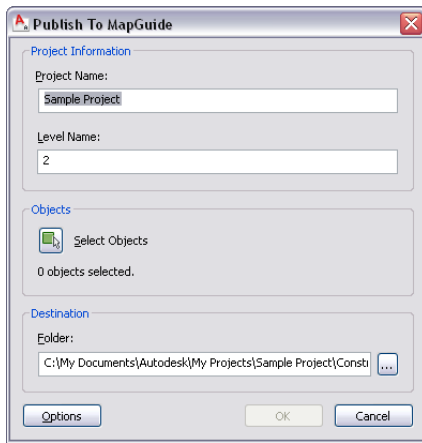 Publish To MapGuide
Project Information
Project Name:
Sample Project
Level Name:
2
Objects
Select Objects
0 objects selected.
Destination
Folder:
C:\My Documents\Autodesk\My Projects\Sample Project\Constr
...
Options
OK
Cancel